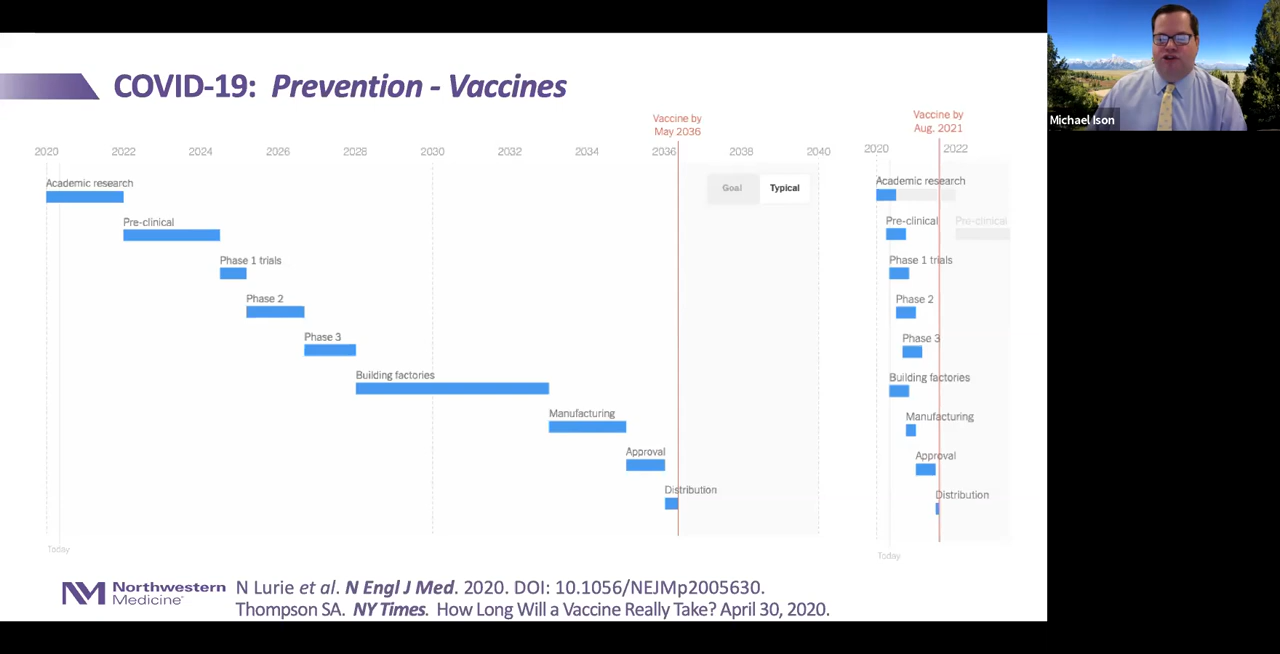 COVID-19: Prevention - Vaccines
Michael Ison
Vaccine by
May 2036
2020 2022 2024 2026 2028 2030 2032 2034 2036 2038 2040
Goal Typical
Academic research
Pre-clinical
Phase 1 trials
Phase 2
Phase 3
Building factories
Manufacturing
Approval
Distribution
Today
Vaccine by
Aug. 2021
2020 2022
Academic research
Pre-clinical Pre-clinical
Phase 1 trials
Phase 2
Phase 3
Building factories
Manufacturing
Approval
Distribution
Today
Northwestern
Medicine
N Lurie et al. N Engl J Med. 2020. DOI: 10.1056/NEJMp2005630.
Thompson SA. NY Times. How Long Will a Vaccine Really Take? April 30, 2020.